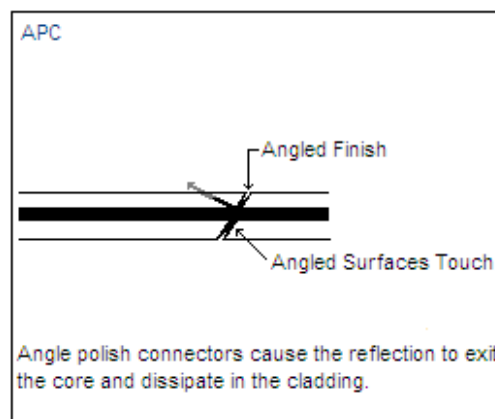 APC
Angled Finish
Angled Surfaces Touch
Angle polish connectors cause the reflection to exit
the core and dissipate in the cladding.